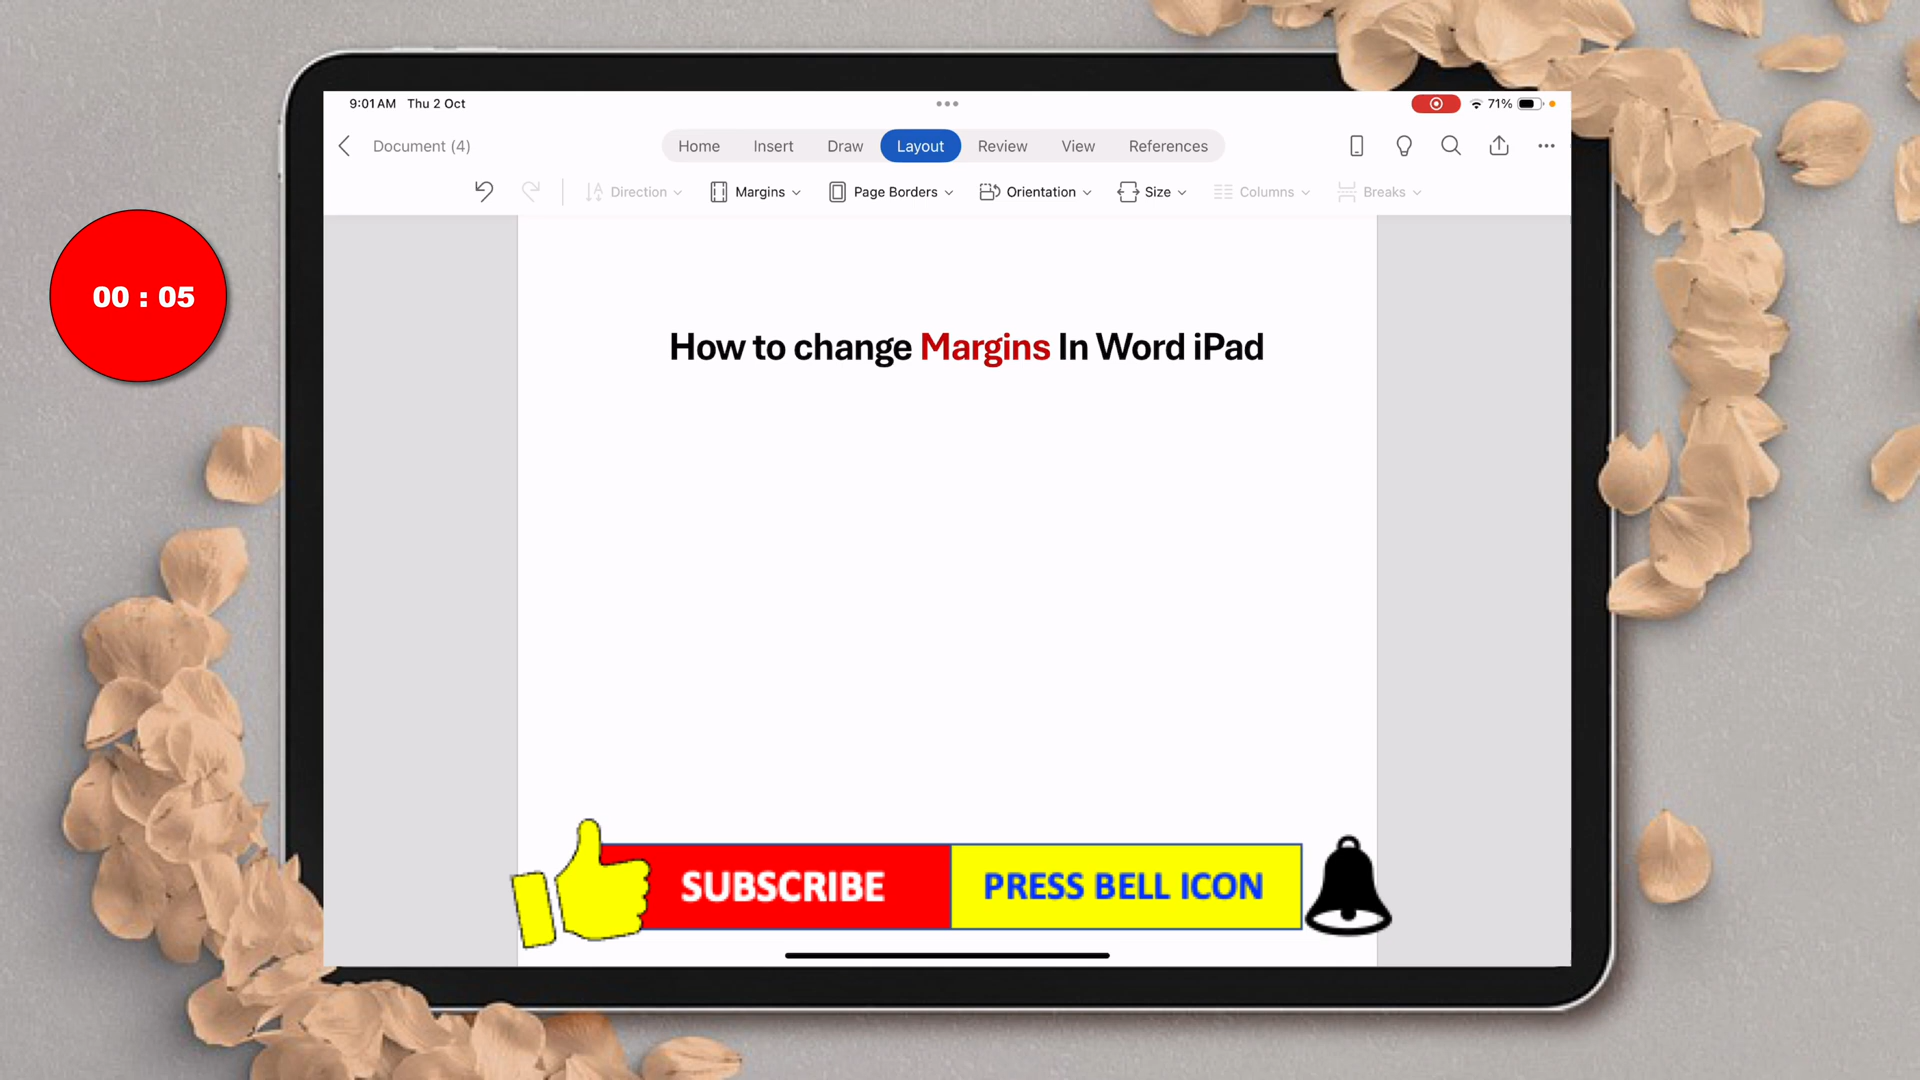 9:01 AM Thu 2 Oct
71%
Document (4)
Home Insert Draw Layout Review View References
Direction Margins Page Borders Orientation Size Columns Breaks
00 : 05
How to change Margins In Word iPad
SUBSCRIBE PRESS BELL ICON